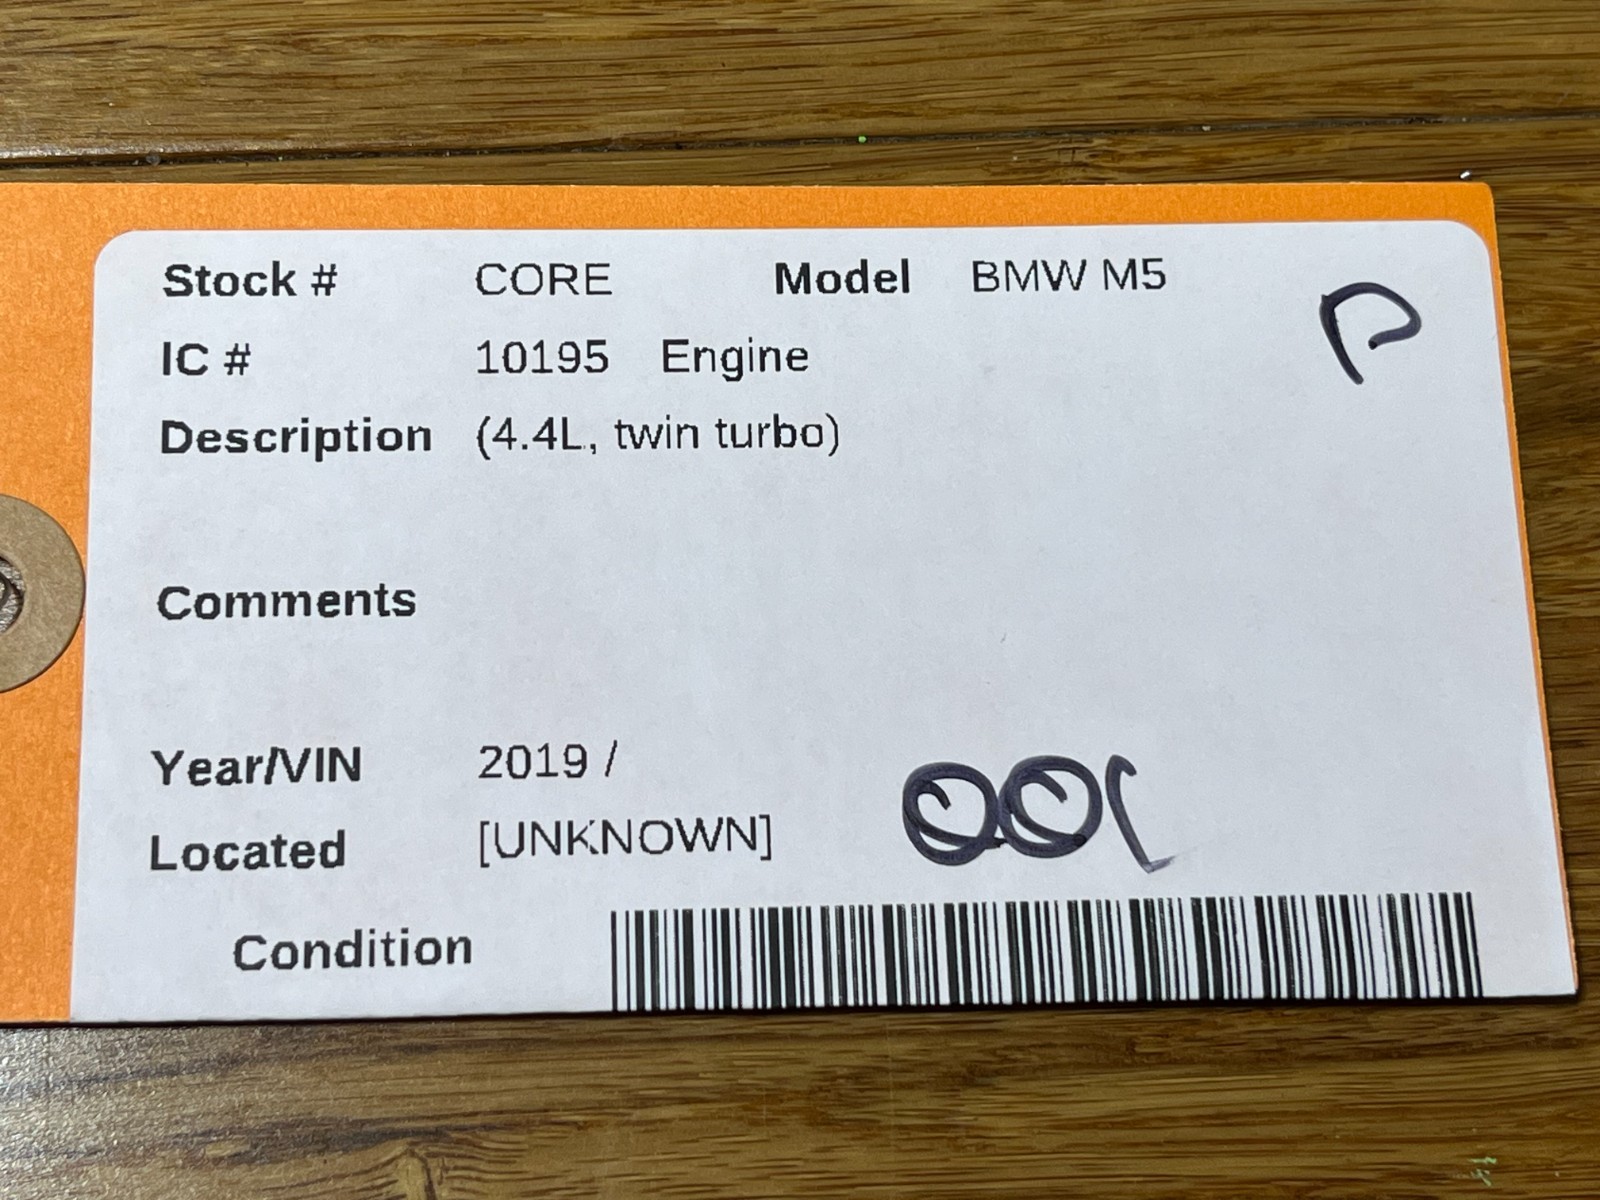 Stock # CORE Model BMW M5
IC # 10195 Engine
Description (4.4L, twin turbo)
Comments
Year/VIN 2019 /
Located [UNKNOWN]
Condition